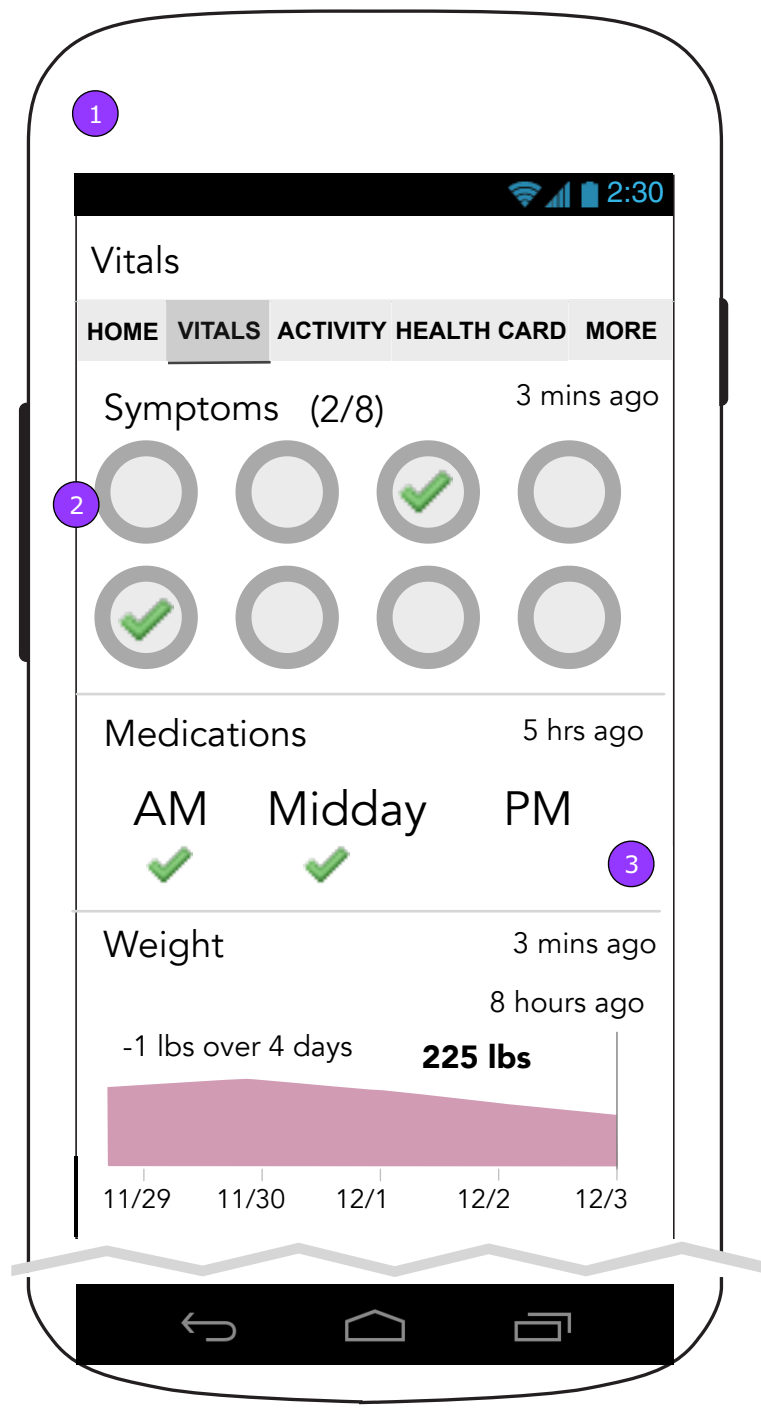 1
2:30
Vitals
HOME VITALS ACTIVITY HEALTH CARD MORE
Symptoms (2/8) 3 mins ago
2
Medications 5 hrs ago
AM Midday PM
3
Weight 3 mins ago
8 hours ago
-1 lbs over 4 days 225 lbs
11/29 11/30 12/1 12/2 12/3